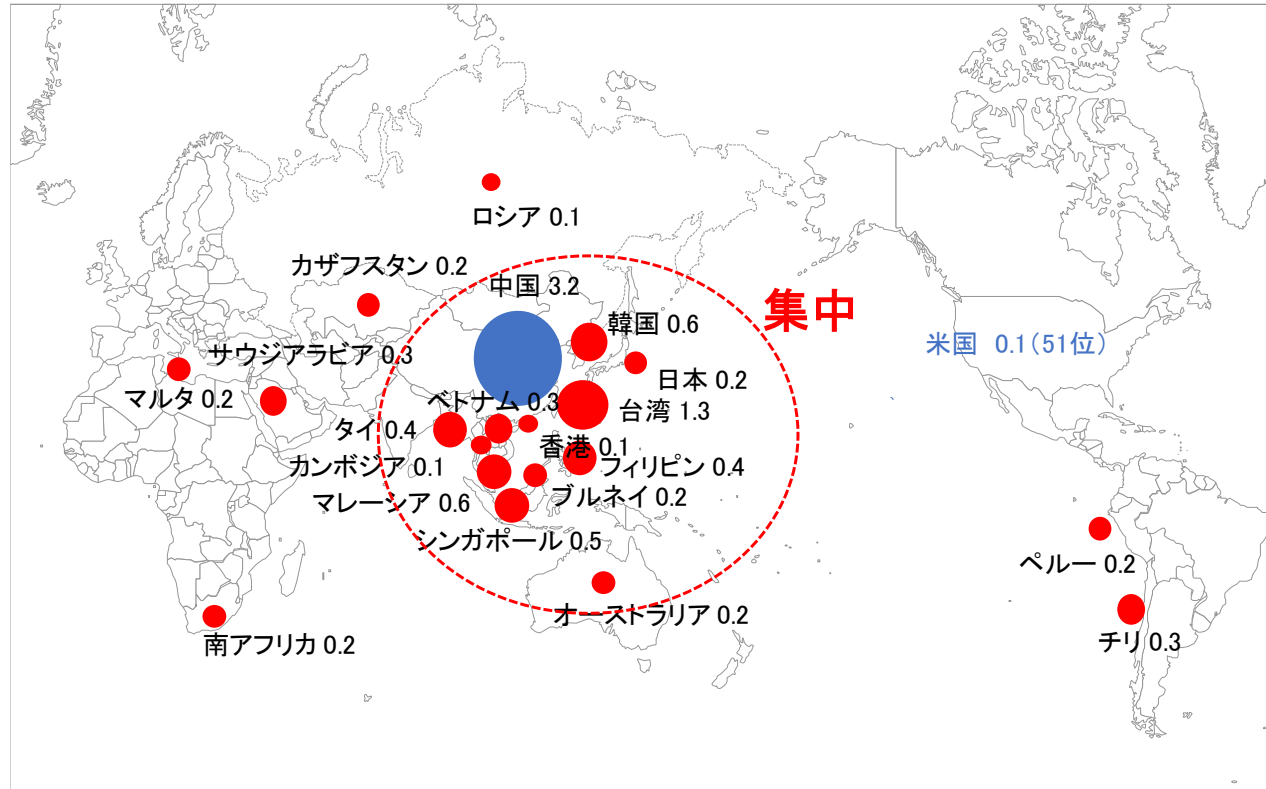 ロシア 0.1
カザフスタン 0.2
中国 3.2
集中
韓国 0.6
米国 0.1(51位)
サウジアラビア 0.3
日本 0.2
マルタ 0.2
ベトナム 0.3
台湾 1.3
タイ 0.4
香港 0.1
カンボジア 0.1
フィリピン 0.4
マレーシア 0.6
ブルネイ 0.2
シンガポール 0.5
ペルー 0.2
オーストラリア 0.2
南アフリカ 0.2
チリ 0.3